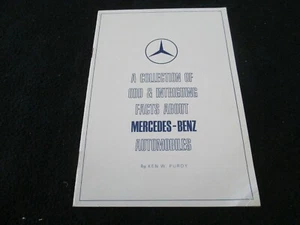 A COLLECTION OF
ODD & INTRIGUING
FACTS ABOUT
MERCEDES-BENZ
AUTOMOBILES
By KEN W. PURDY